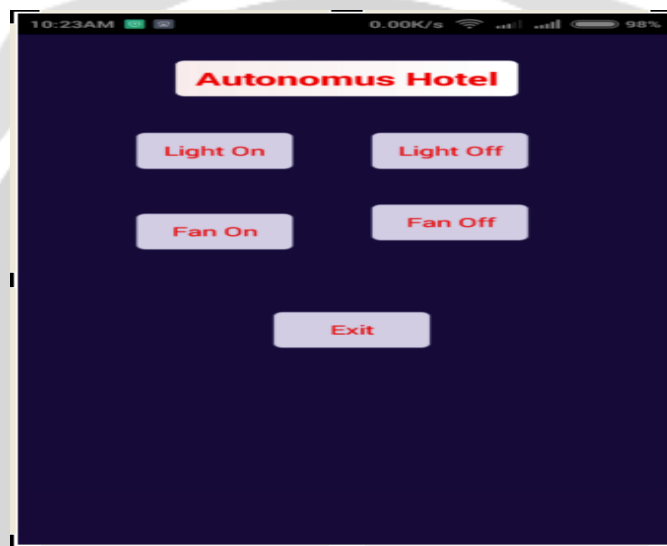 10:23AM 0.00K/s 98%
Autonomus Hotel
Light On Light Off
Fan On Fan Off
Exit